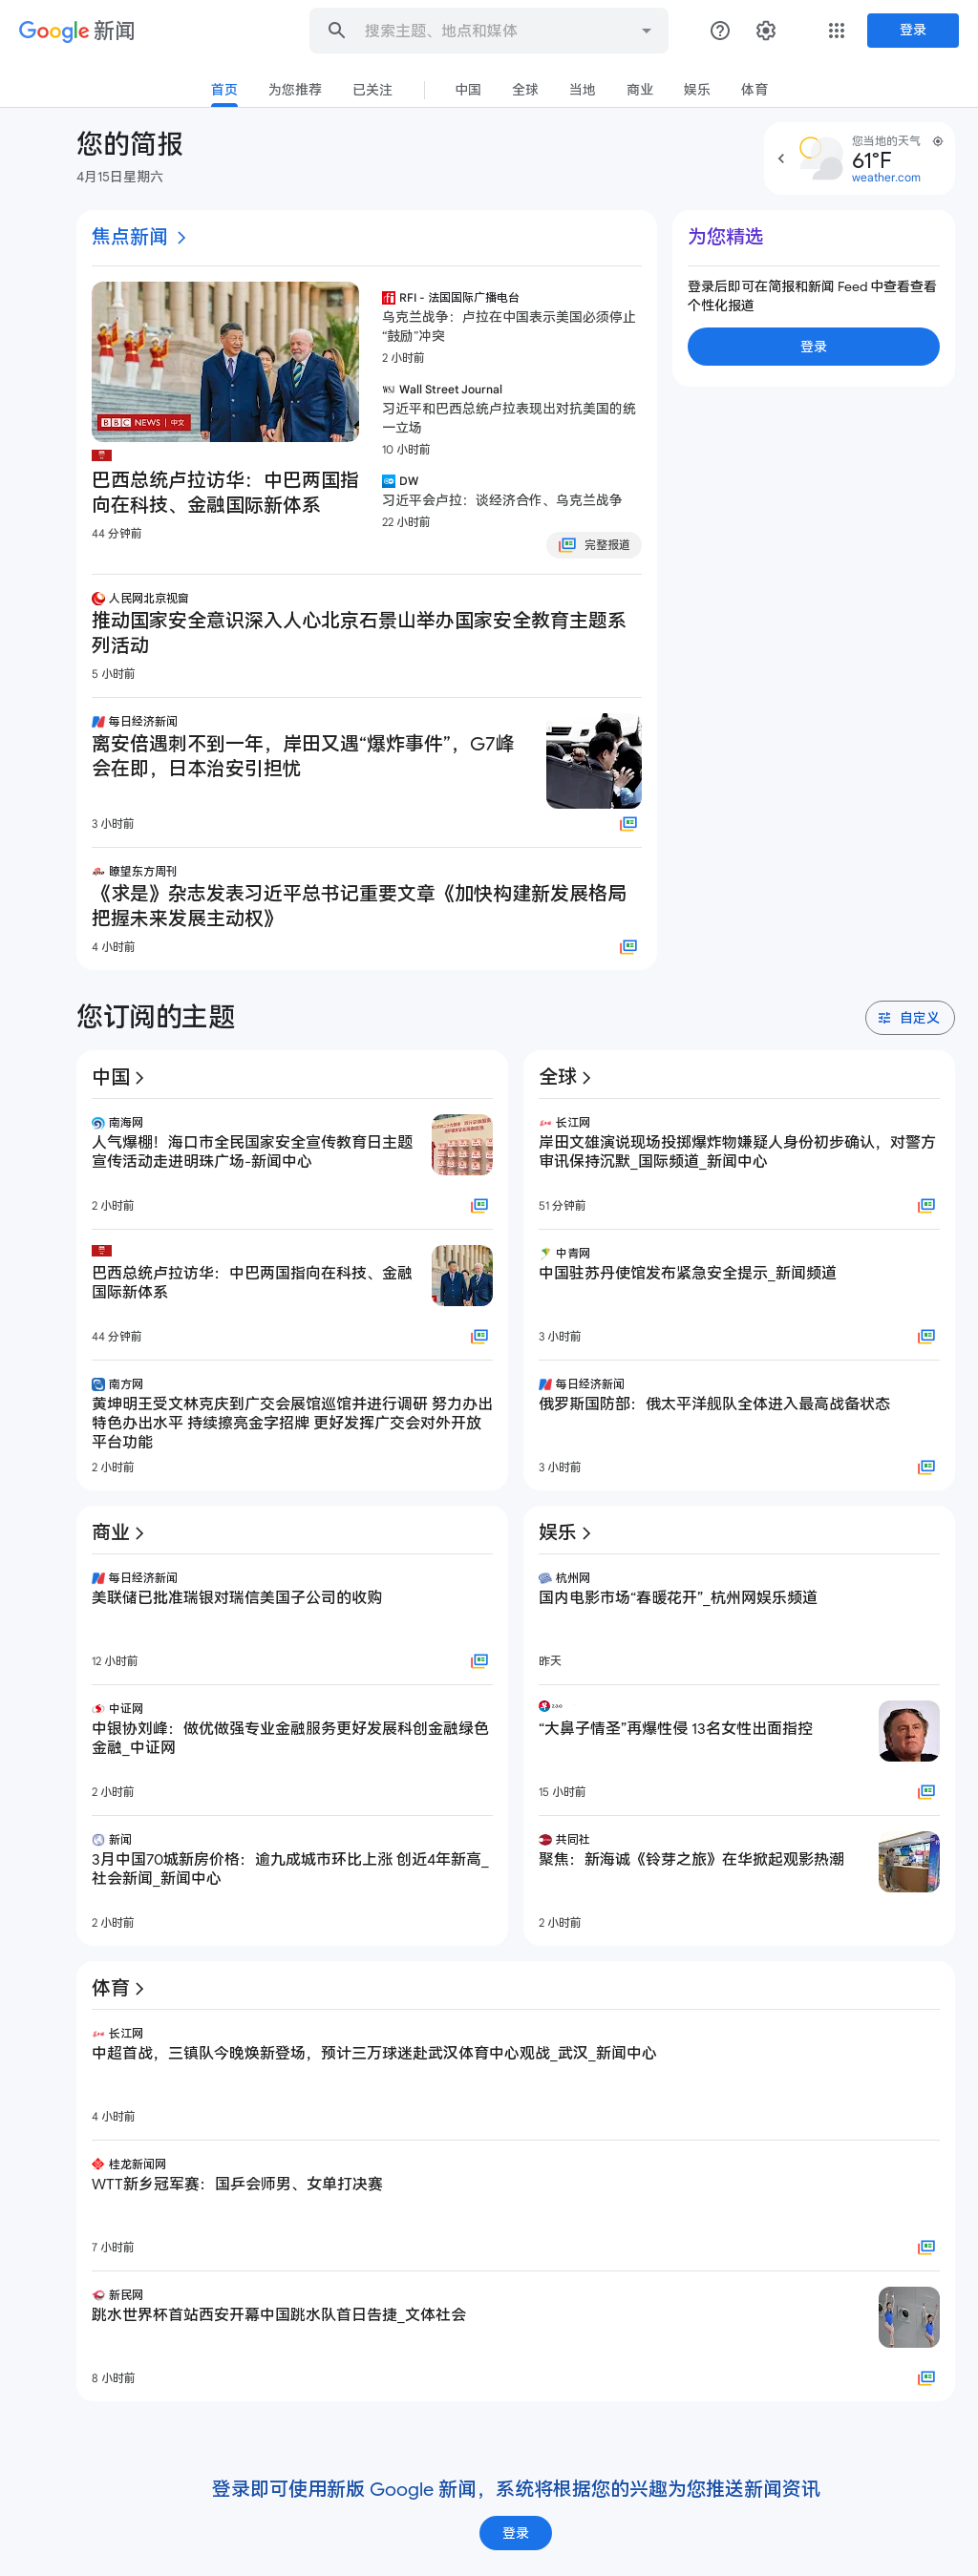 Google 新闻
搜索主题、地点和媒体
登录
首页
为您推荐
已关注
中国
全球
当地
商业
娱乐
体育
您的简报
4月15日星期六
您当地的天气
61°F
weather.com
焦点新闻
BBC NEWS 中文
巴西总统卢拉访华：中巴两国指
向在科技、金融国际新体系
44 分钟前
RFI - 法国国际广播电台
乌克兰战争：卢拉在中国表示美国必须停止
“鼓励”冲突
2 小时前
WSJ Wall Street Journal
习近平和巴西总统卢拉表现出对抗美国的统
一立场
10 小时前
DW
习近平会卢拉：谈经济合作、乌克兰战争
22 小时前
完整报道
人民网北京视窗
推动国家安全意识深入人心北京石景山举办国家安全教育主题系
列活动
5 小时前
每日经济新闻
离安倍遇刺不到一年，岸田又遇“爆炸事件”，G7峰
会在即，日本治安引担忧
3 小时前
瞭望东方周刊
《求是》杂志发表习近平总书记重要文章《加快构建新发展格局
把握未来发展主动权》
4 小时前
为您精选
登录后即可在简报和新闻 Feed 中查看查看
个性化报道
登录
您订阅的主题
自定义
中国
南海网
人气爆棚！海口市全民国家安全宣传教育日主题
宣传活动走进明珠广场-新闻中心
2 小时前
巴西总统卢拉访华：中巴两国指向在科技、金融
国际新体系
44 分钟前
南方网
黄坤明王受文林克庆到广交会展馆巡馆并进行调研 努力办出
特色办出水平 持续擦亮金字招牌 更好发挥广交会对外开放
平台功能
2 小时前
全球
长江网
岸田文雄演说现场投掷爆炸物嫌疑人身份初步确认，对警方
审讯保持沉默_国际频道_新闻中心
51 分钟前
中青网
中国驻苏丹使馆发布紧急安全提示_新闻频道
3 小时前
每日经济新闻
俄罗斯国防部：俄太平洋舰队全体进入最高战备状态
3 小时前
商业
每日经济新闻
美联储已批准瑞银对瑞信美国子公司的收购
12 小时前
中证网
中银协刘峰：做优做强专业金融服务更好发展科创金融绿色
金融_中证网
2 小时前
新闻
3月中国70城新房价格：逾九成城市环比上涨 创近4年新高_
社会新闻_新闻中心
2 小时前
娱乐
杭州网
国内电影市场“春暖花开”_杭州网娱乐频道
昨天
“大鼻子情圣”再爆性侵 13名女性出面指控
15 小时前
共同社
聚焦：新海诚《铃芽之旅》在华掀起观影热潮
2 小时前
体育
长江网
中超首战，三镇队今晚焕新登场，预计三万球迷赴武汉体育中心观战_武汉_新闻中心
4 小时前
桂龙新闻网
WTT新乡冠军赛：国乒会师男、女单打决赛
7 小时前
新民网
跳水世界杯首站西安开幕中国跳水队首日告捷_文体社会
8 小时前
登录即可使用新版 Google 新闻，系统将根据您的兴趣为您推送新闻资讯
登录